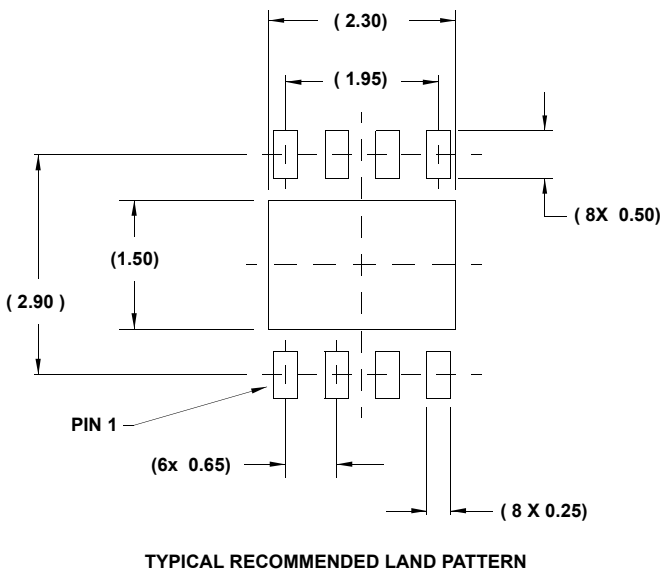 ( 2.30)
( 1.95)
( 8X  0.50)
(1.50)
( 2.90 )
PIN 1
(6x  0.65)
( 8 X 0.25)
TYPICAL RECOMMENDED LAND PATTERN